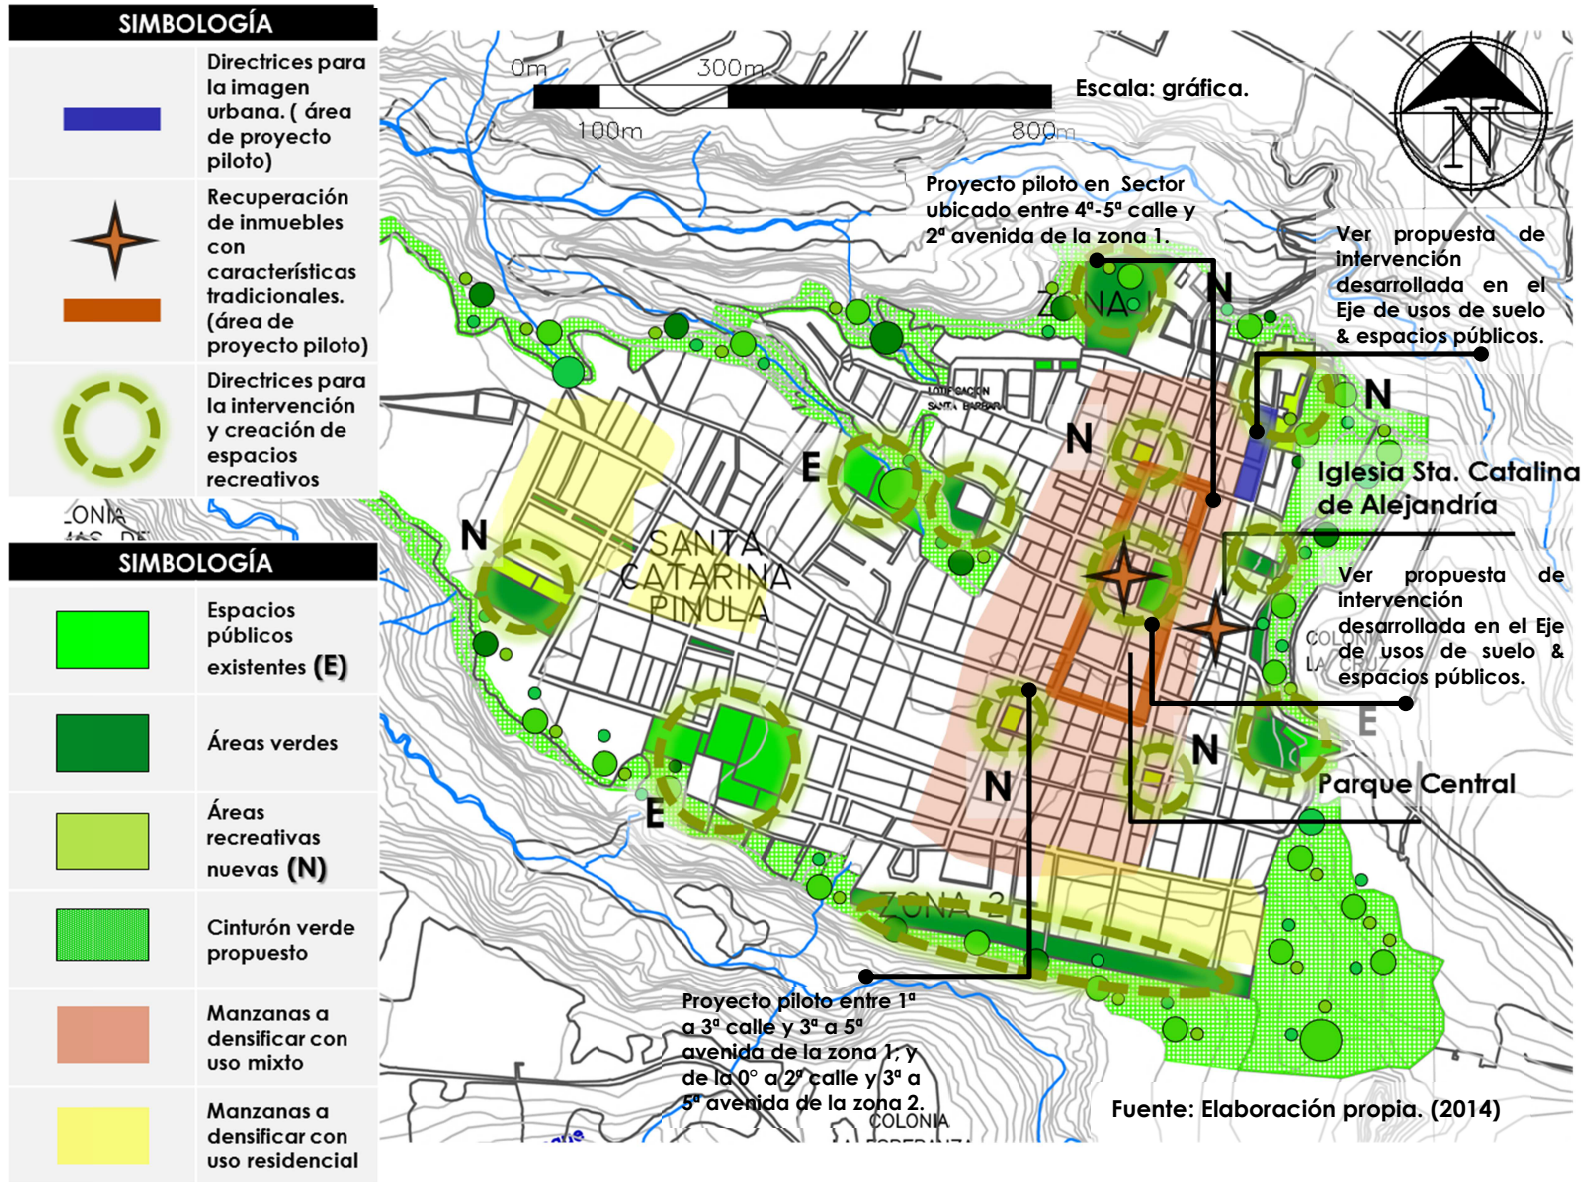 SIMBOLOGÍA
Directrices para
la imagen
urbana. ( área
de proyecto
piloto)
Recuperación
de inmuebles
con
características
tradicionales.
(área de
proyecto piloto)
Directrices para
la intervención
y creación de
espacios
recreativos
SIMBOLOGÍA
Espacios
públicos
existentes (E)
Áreas verdes
Áreas
recreativas
nuevas (N)
Cinturón verde
propuesto
Manzanas a
densificar con
uso mixto
Manzanas a
densificar con
uso residencial
0m 300m
100m 800m
Escala: gráfica.
N
Proyecto piloto en Sector
ubicado entre 4ª-5ª calle y
2ª avenida de la zona 1.
Ver propuesta de
intervención
desarrollada en el
Eje de usos de suelo
& espacios públicos.
ZONA 1
N
N
LOTIFICACION
SANTA BARBARA
N
E
Iglesia Sta. Catalina
de Alejandría
N
SANTA
CATARINA
PINULA
Ver propuesta de
intervención
desarrollada en el Eje
de usos de suelo &
espacios públicos.
COLONIA
LA CRUZ
E
N
N
E
Parque Central
ZONA 2
Proyecto piloto entre 1ª
a 3ª calle y 3ª a 5ª
avenida de la zona 1; y
de la 0° a 2ª calle y 3ª a
5ª avenida de la zona 2.
COLONIA
Fuente: Elaboración propia. (2014)